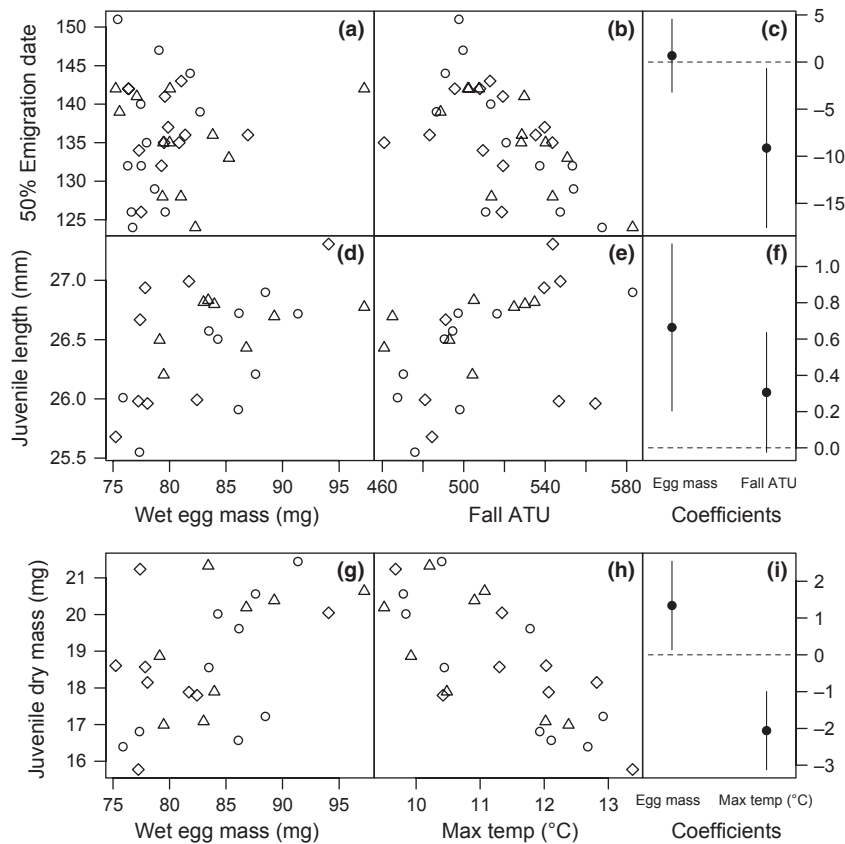 50% Emigration date
150
145
140
135
130
125
(a)
(b)
(c)
5
0
−5
−10
−15
Juvenile length (mm)
27.0
26.5
26.0
25.5
(d)
(e)
(f)
1.0
0.8
0.6
0.4
0.2
0.0
75 80 85 90 95
460 500 540 580
Egg mass Fall ATU
Wet egg mass (mg) Fall ATU Coefficients
Juvenile dry mass (mg)
21
20
19
18
17
16
(g)
(h)
(i)
2
1
0
−1
−2
−3
75 80 85 90 95
10 11 12 13
Egg mass Max temp (°C)
Wet egg mass (mg) Max temp (°C) Coefficients